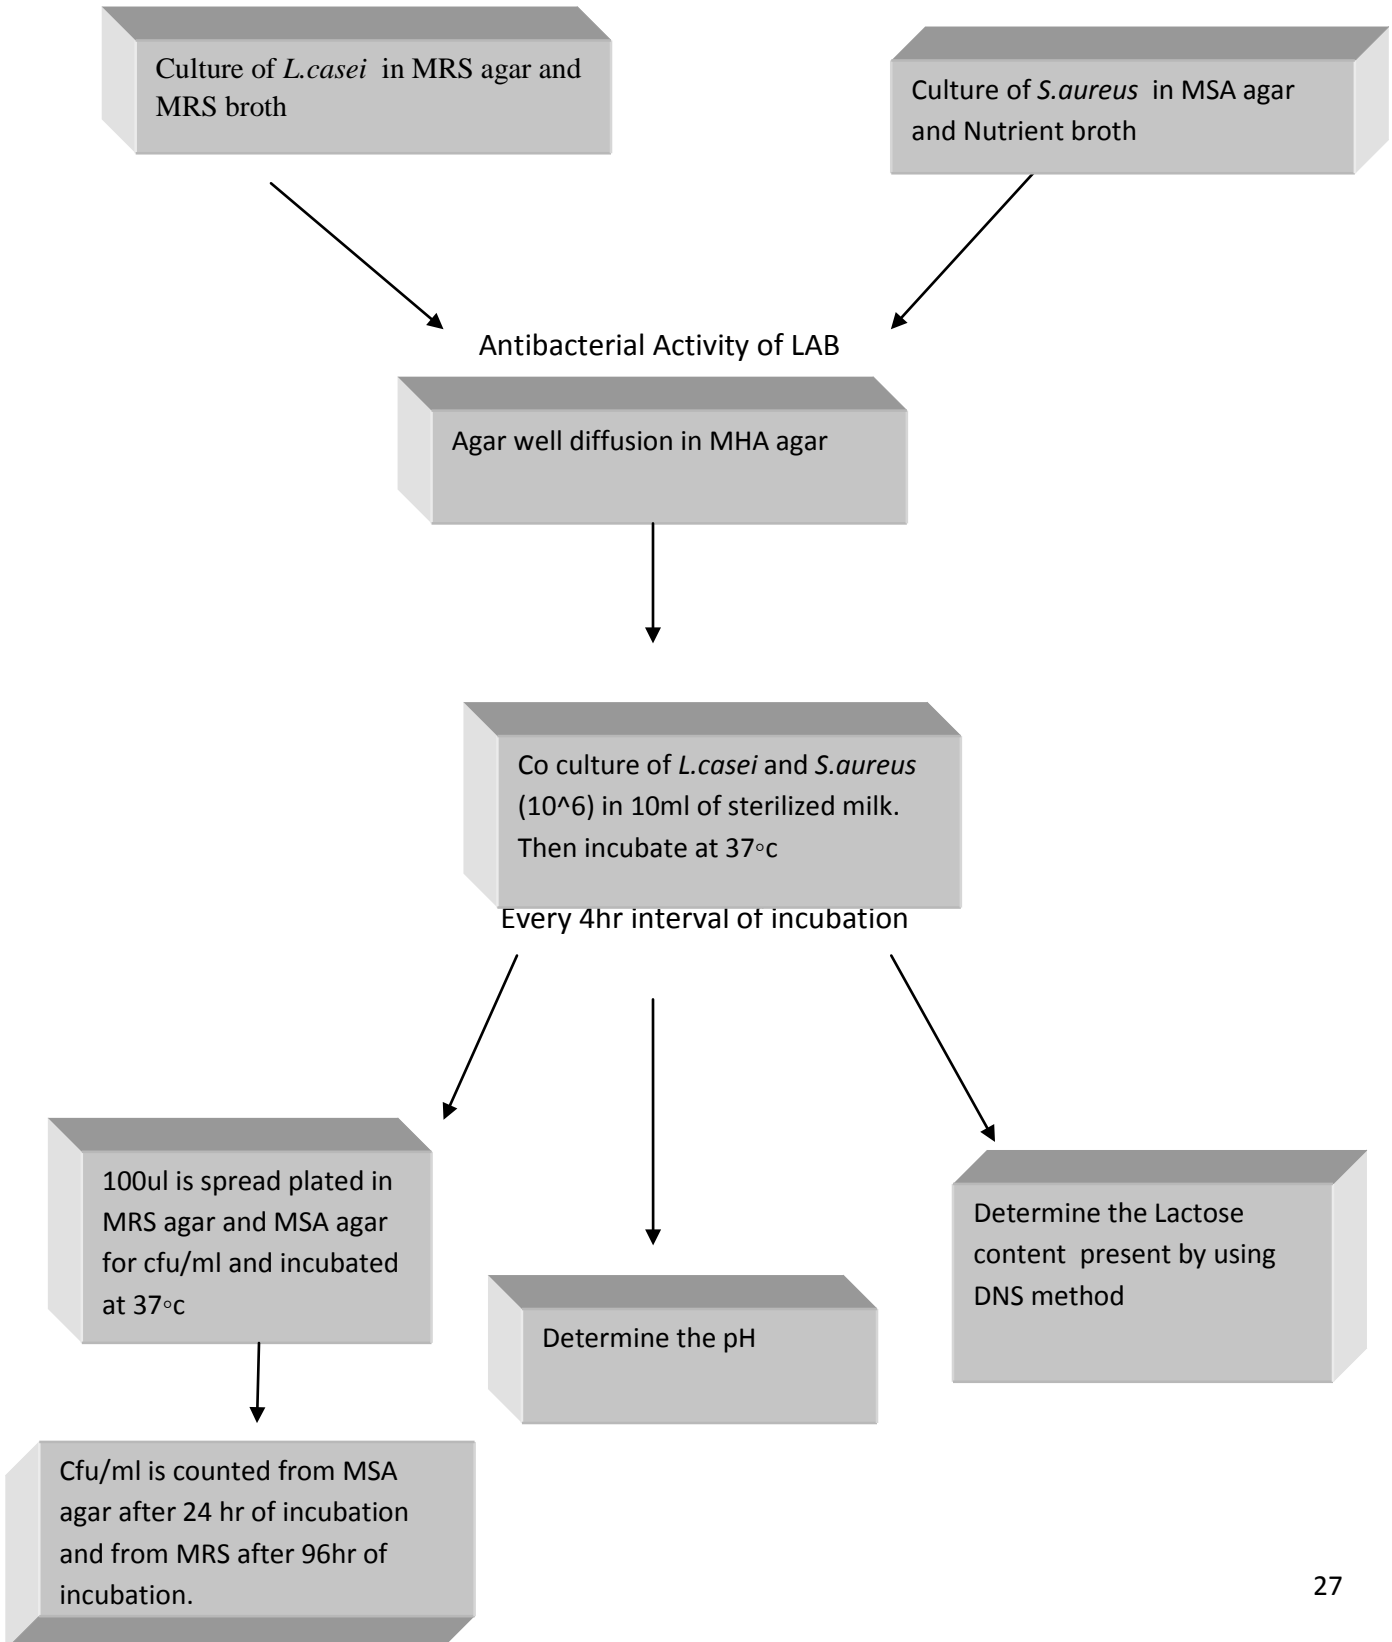 Culture of L.casei in MRS agar and
MRS broth
Culture of S.aureus in MSA agar
and Nutrient broth
Antibacterial Activity of LAB
Agar well diffusion in MHA agar
Co culture of L.casei and S.aureus
(10^6) in 10ml of sterilized milk.
Then incubate at 37◦c
Every 4hr interval of incubation
100ul is spread plated in
MRS agar and MSA agar
for cfu/ml and incubated
at 37◦c
Determine the pH
Determine the Lactose
content present by using
DNS method
Cfu/ml is counted from MSA
agar after 24 hr of incubation
and from MRS after 96hr of
incubation.
27